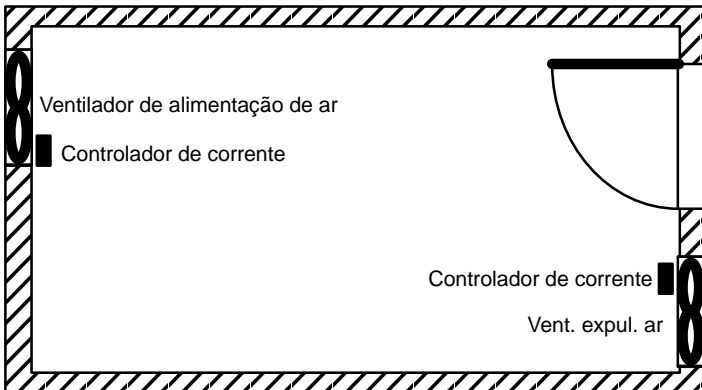 Ventilador de alimentação de ar
Controlador de corrente
Controlador de corrente
Vent. expul. ar